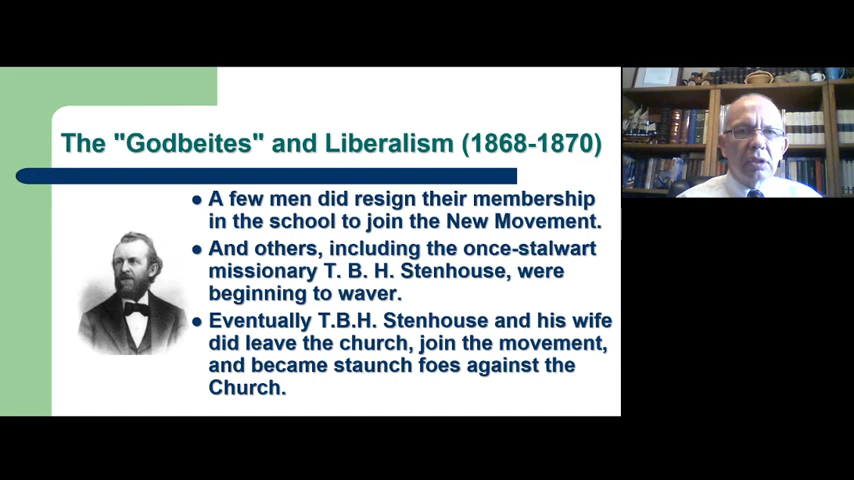 The "Godbeites" and Liberalism (1868-1870)
● A few men did resign their membership
in the school to join the New Movement.
● And others, including the once-stalwart
missionary T. B. H. Stenhouse, were
beginning to waver.
● Eventually T.B.H. Stenhouse and his wife
did leave the church, join the movement,
and became staunch foes against the
Church.